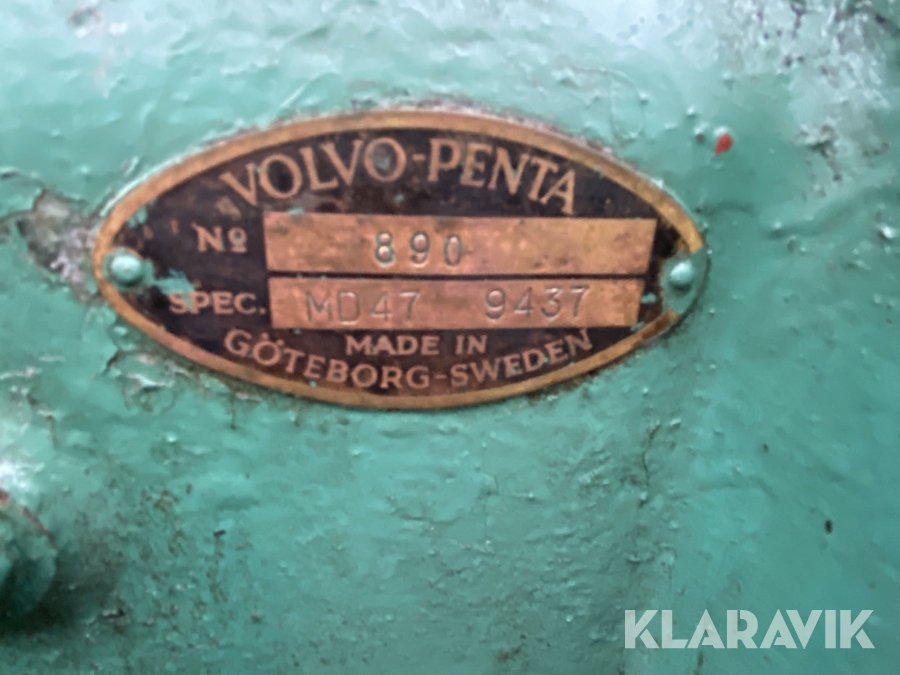 VOLVO-PENTA
Nº 890
SPEC. MD47 9437
MADE IN
GÖTEBORG-SWEDEN
KLARAVIK